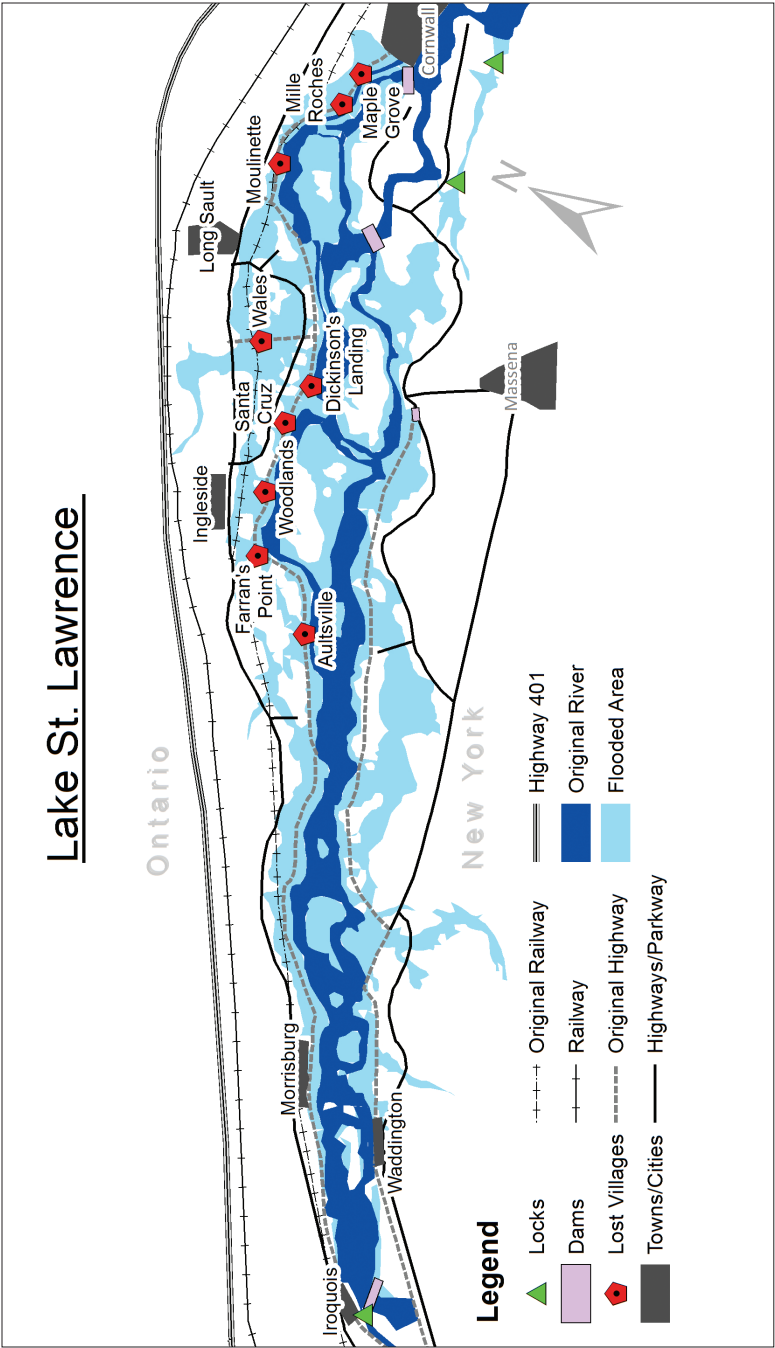 Lake St. Lawrence
Ontario
Long Sault
Ingleside
Moulinette
Mille
Roches
Maple
Grove
Cornwall
Wales
Santa
Cruz
Dickinson's
Landing
Woodlands
Farran's
Point
Aultsville
Morrisburg
Iroquois
Waddington
Massena
New York
N
Legend
Locks
Dams
Lost Villages
Towns/Cities
Original Railway
Railway
Original Highway
Highways/Parkway
Highway 401
Original River
Flooded Area